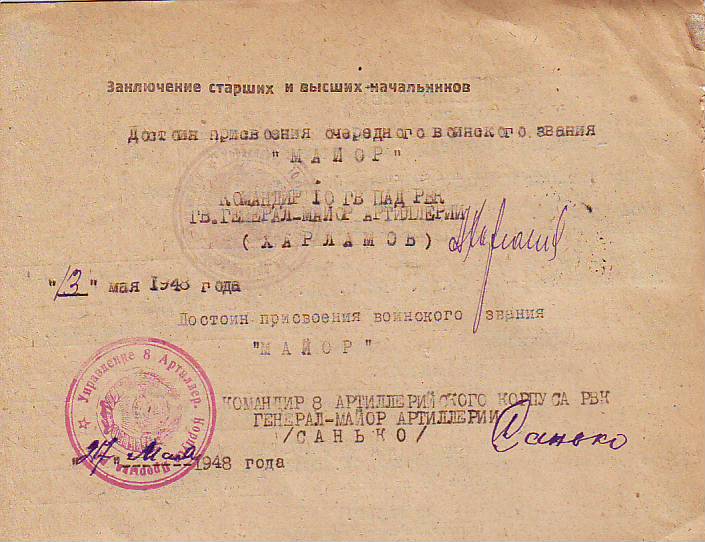 Заключение старших и высших начальников
Достоин присвоения очередного воинского звания
"МАЙОР"
КОМАНДИР 10 ГВ ПАД РВК
ГВ.ГЕНЕРАЛ-МАЙОР АРТИЛЛЕРИИ
(ХАРЛАМОВ)
"13" мая 1948 года
Достоин присвоения воинского звания
"МАЙОР"
Управление 8 Артиллер. Корпуса
КОМАНДИР 8 АРТИЛЛЕРИЙСКОГО КОРПУСА РВК
ГЕНЕРАЛ-МАЙОР АРТИЛЛЕРИИ
/САНЬКО/ Санько
"27" Мая 1948 года